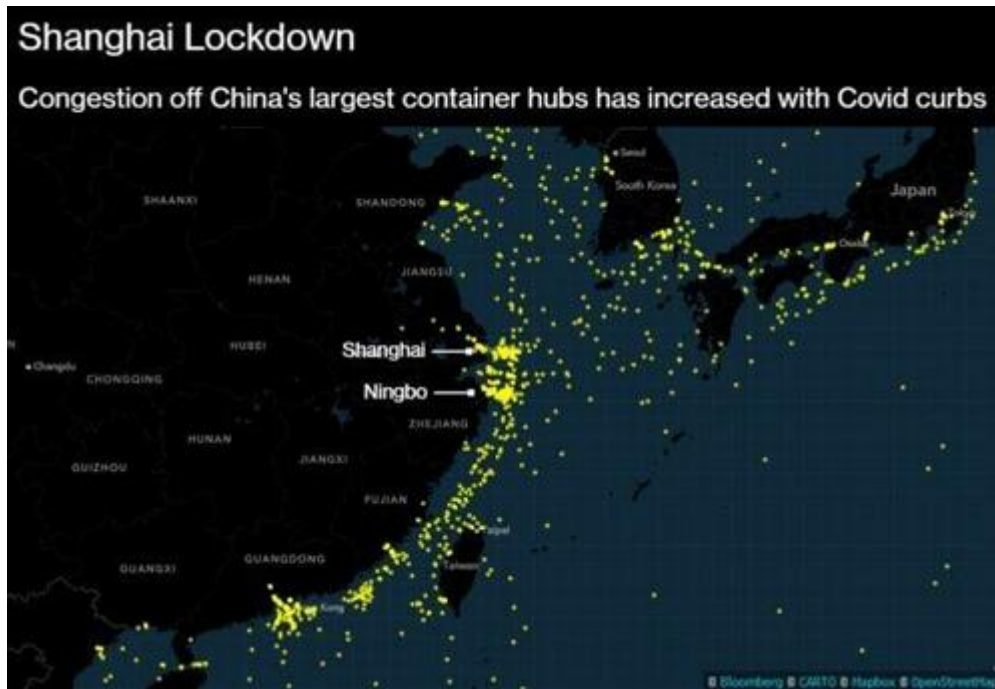 Shanghai Lockdown
Congestion off China's largest container hubs has increased with Covid curbs
Seoul
South Korea
Japan
SHAANXI
SHANDONG
Tokyo
Osaka
JIANGSU
HENAN
Shanghai
HUBEI
Chengdu
CHONGQING
Ningbo
ZHEJIANG
HUNAN
JIANGXI
GUIZHOU
FUJIAN
Taipei
GUANGDONG
GUANGXI
Taiwan
Kong
© Bloomberg © CARTO © Mapbox © OpenStreetMap